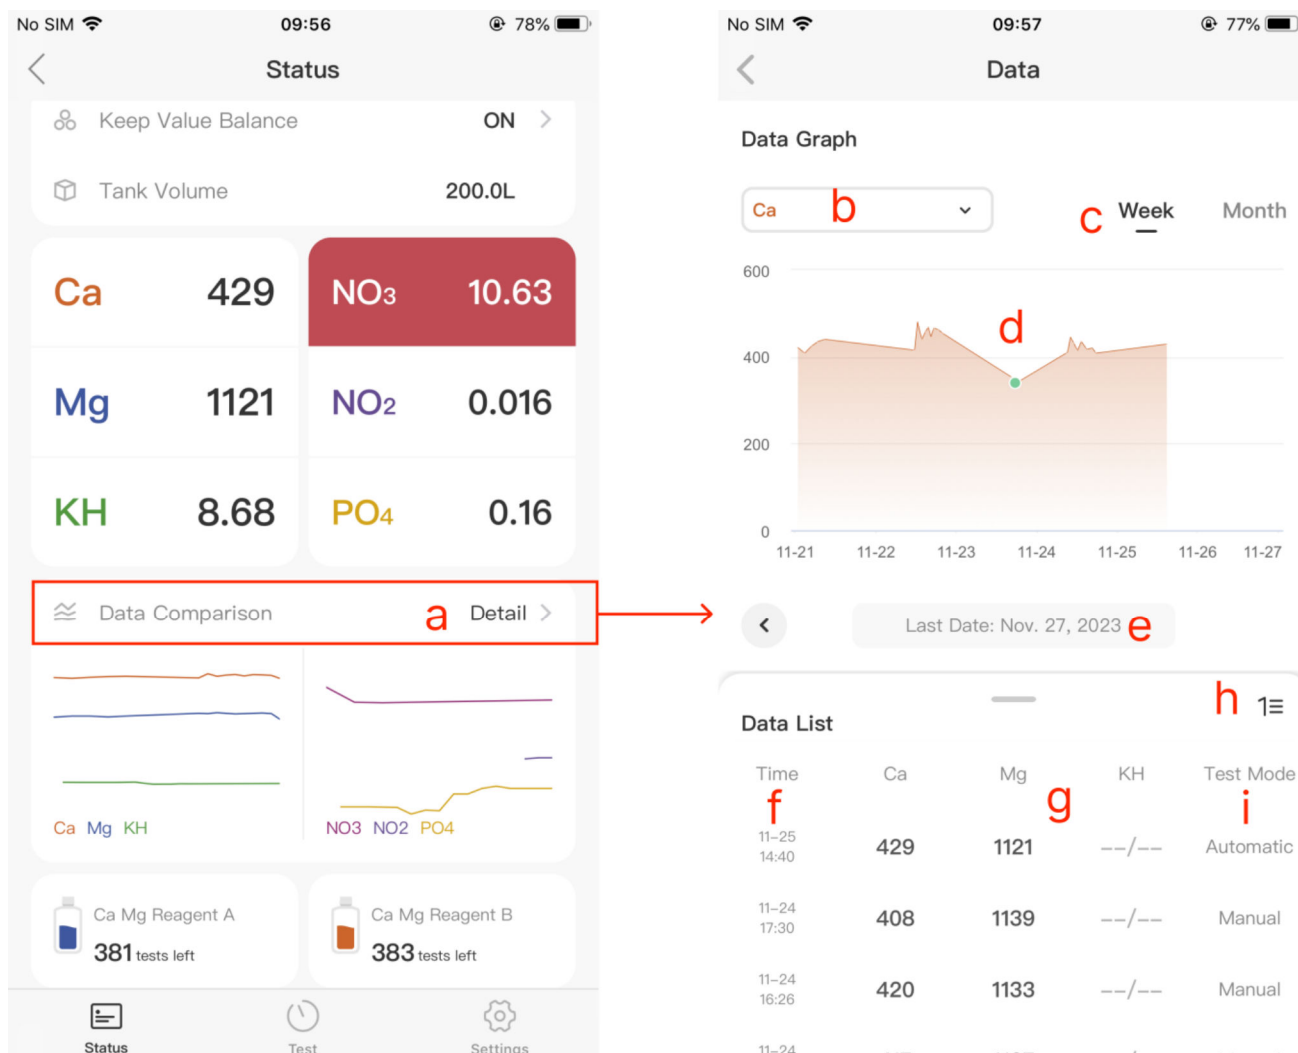 No SIM 09:56 78%
Status
Keep Value Balance ON
Tank Volume 200.0L
Ca 429 NO3 10.63
Mg 1121 NO2 0.016
KH 8.68 PO4 0.16
Data Comparison a Detail
Ca Mg KH
NO3 NO2 PO4
Ca Mg Reagent A
381 tests left
Ca Mg Reagent B
383 tests left
Status Test Settings
No SIM 09:57 77%
Data
Data Graph
Ca b c Week Month
600
d
400
200
0
11-21 11-22 11-23 11-24 11-25 11-26 11-27
Last Date: Nov. 27, 2023 e
h 1
Data List
Time Ca Mg KH Test Mode
f g i
11-25
14:40
429 1121 --/-- Automatic
11-24
17:30
408 1139 --/-- Manual
11-24
16:26
420 1133 --/-- Manual
11-24